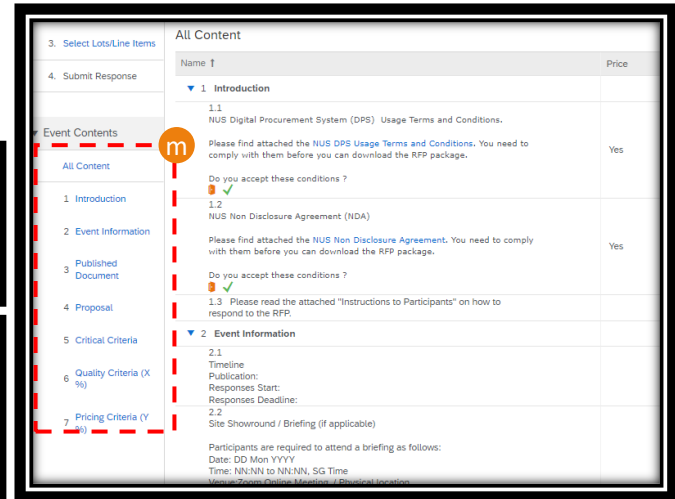 3. Select Lots/Line Items
4. Submit Response
▼ Event Contents
All Content
1 Introduction
2 Event Information
3 Published
Document
4 Proposal
5 Critical Criteria
6 Quality Criteria (X
%)
7 Pricing Criteria (Y
%)
m
All Content
Name ↑ Price
▼ 1 Introduction
1.1
NUS Digital Procurement System (DPS) Usage Terms and Conditions.
Please find attached the NUS DPS Usage Terms and Conditions. You need to
comply with them before you can download the RFP package.
Yes
Do you accept these conditions ?
1.2
NUS Non Disclosure Agreement (NDA)
Please find attached the NUS Non Disclosure Agreement. You need to comply
with them before you can download the RFP package.
Yes
Do you accept these conditions ?
1.3 Please read the attached "Instructions to Participants" on how to
respond to the RFP.
▼ 2 Event Information
2.1
Timeline
Publication:
Responses Start:
Responses Deadline:
2.2
Site Showround / Briefing (if applicable)
Participants are required to attend a briefing as follows:
Date: DD Mon YYYY
Time: NN:NN to NN:NN, SG Time
Venue:Zoom Online Meeting / Physical location